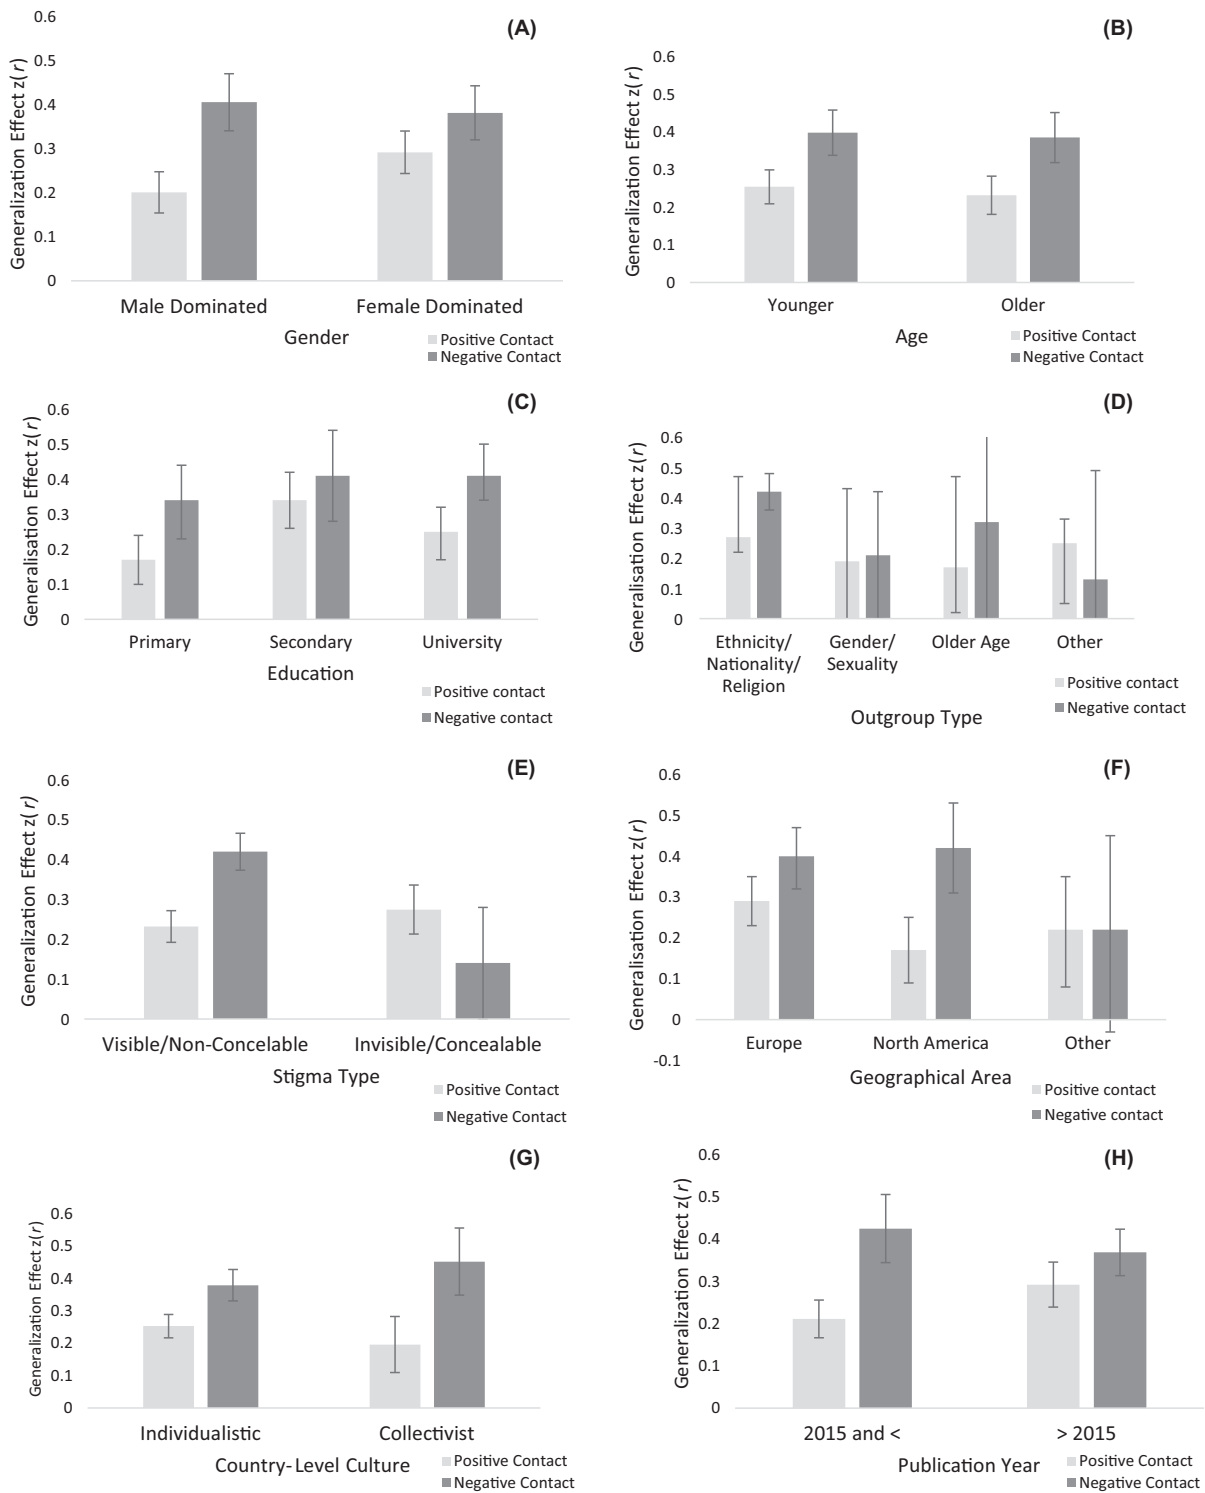 (A)
Generalization Effect z(r)
0.6
0.5
0.4
0.3
0.2
0.1
0
Male Dominated
Female Dominated
Gender
Positive Contact
Negative Contact
(B)
Generalization Effect z(r)
0.6
0.5
0.4
0.3
0.2
0.1
0
Younger
Older
Age
Positive Contact
Negative Contact
(C)
Generalisation Effect z(r)
0.6
0.5
0.4
0.3
0.2
0.1
0
Primary
Secondary
University
Education
Positive contact
Negative contact
(D)
Generalisation Effect z(r)
0.6
0.5
0.4
0.3
0.2
0.1
0
Ethnicity/
Nationality/
Religion
Gender/
Sexuality
Older Age
Other
Outgroup Type
Positive contact
Negative contact
(E)
Generalization Effect z(r)
0.6
0.5
0.4
0.3
0.2
0.1
0
Visible/Non-Concelable
Invisible/Concealable
Stigma Type
Positive Contact
Negative Contact
(F)
Generalisation Effect z(r)
0.6
0.5
0.4
0.3
0.2
0.1
0
-0.1
Europe
North America
Other
Geographical Area
Positive contact
Negative contact
(G)
Generalization Effect z(r)
0.6
0.5
0.4
0.3
0.2
0.1
0
Individualistic
Collectivist
Country-Level Culture
Positive Contact
Negative Contact
(H)
Generalization Effect z(r)
0.6
0.5
0.4
0.3
0.2
0.1
0
2015 and <
> 2015
Publication Year
Positive Contact
Negative Contact